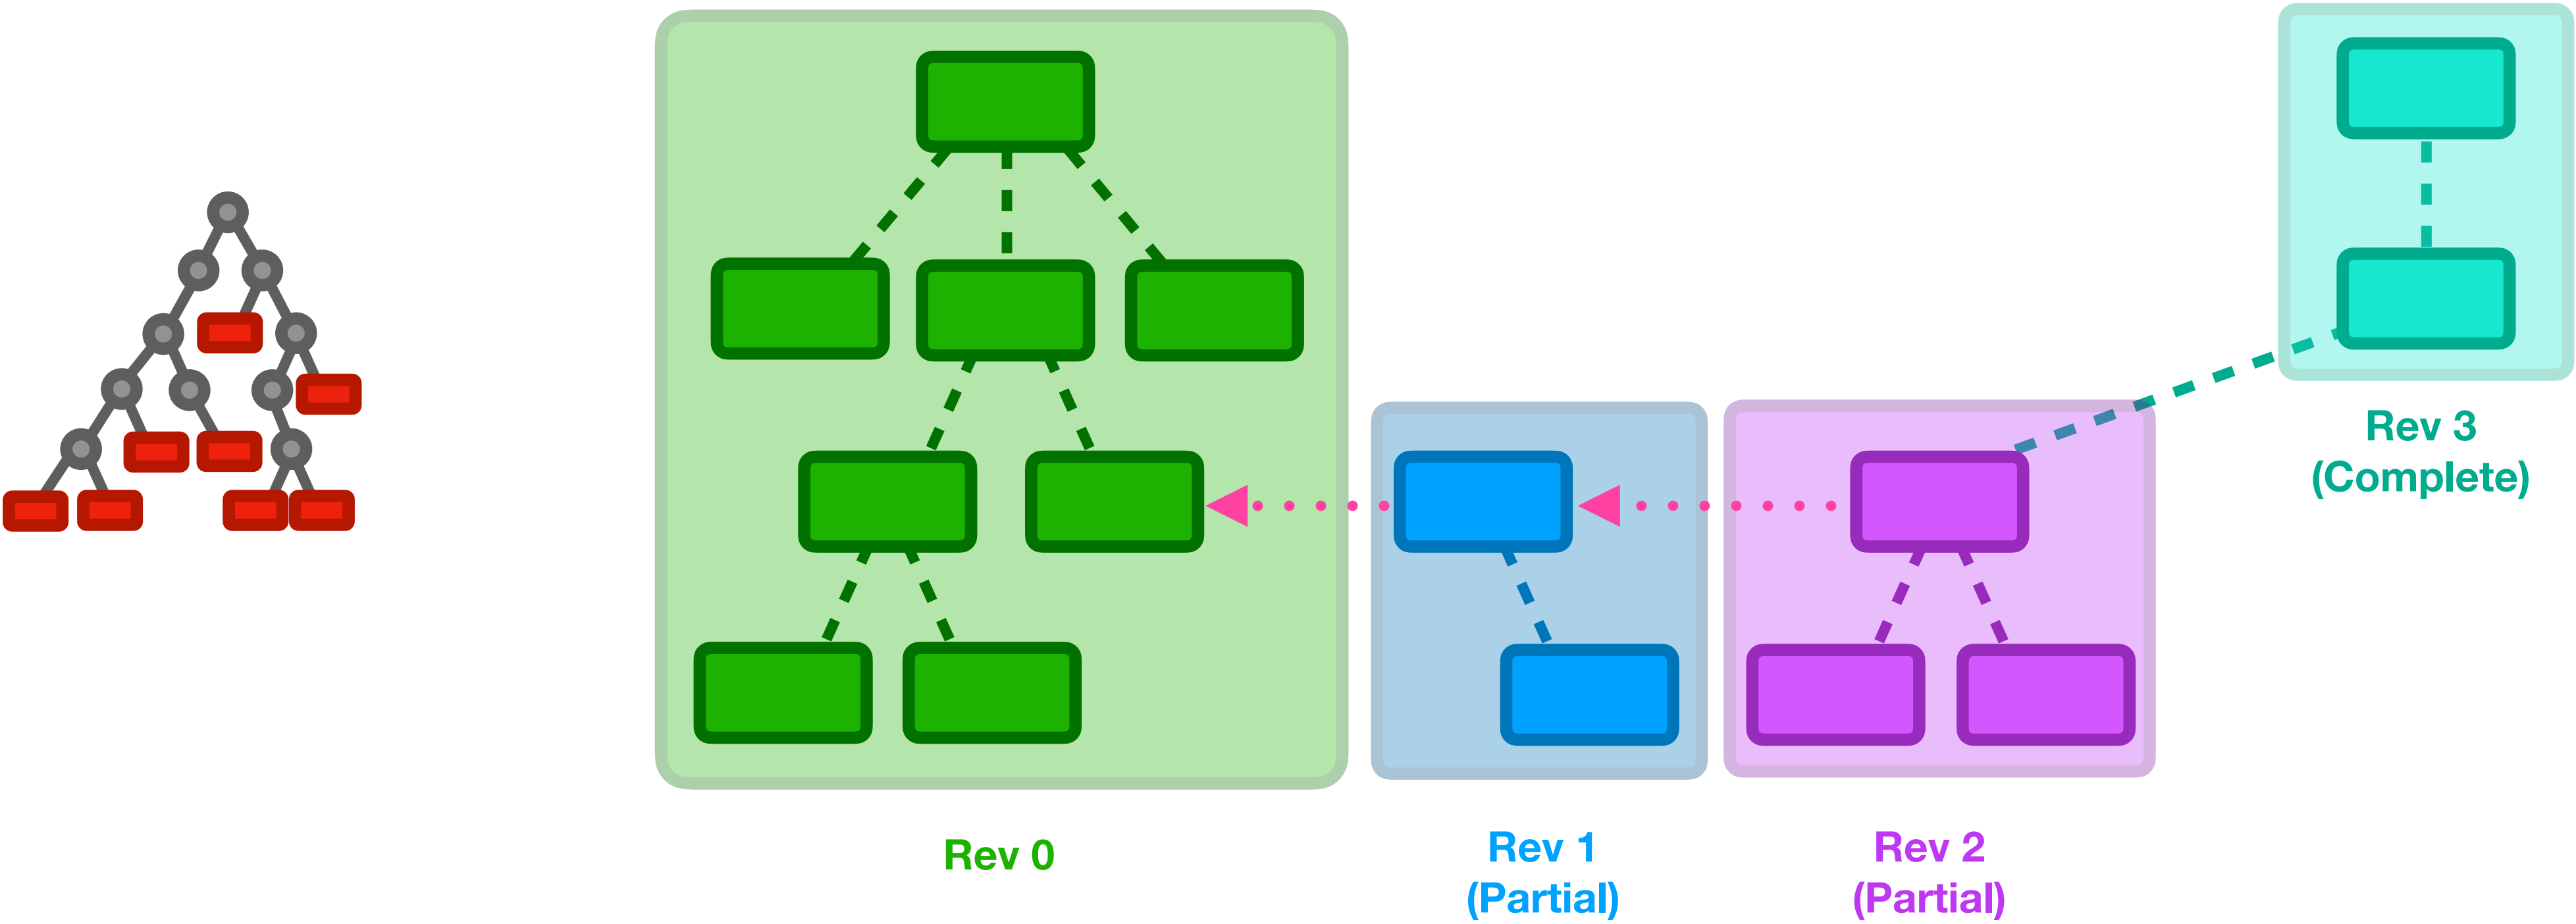 Rev 0
Rev 1
(Partial)
Rev 2
(Partial)
Rev 3
(Complete)